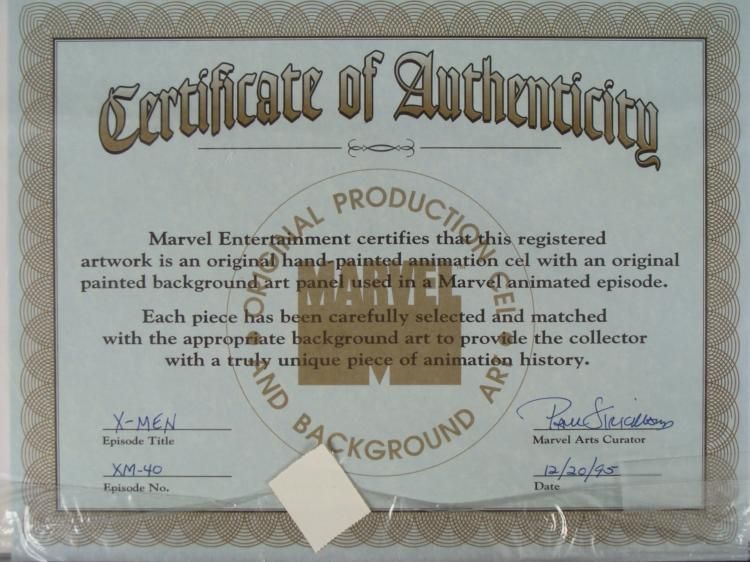 Certificate of Authenticity
ORIGINAL PRODUCTION CEL
MARVEL
AND BACKGROUND ART
Marvel Entertainment certifies that this registered
artwork is an original hand-painted animation cel with an original
painted background art panel used in a Marvel animated episode.
Each piece has been carefully selected and matched
with the appropriate background art to provide the collector
with a truly unique piece of animation history.
X-MEN
Episode Title
XM-40
Episode No.
Paul Strickland
Marvel Arts Curator
12/20/95
Date